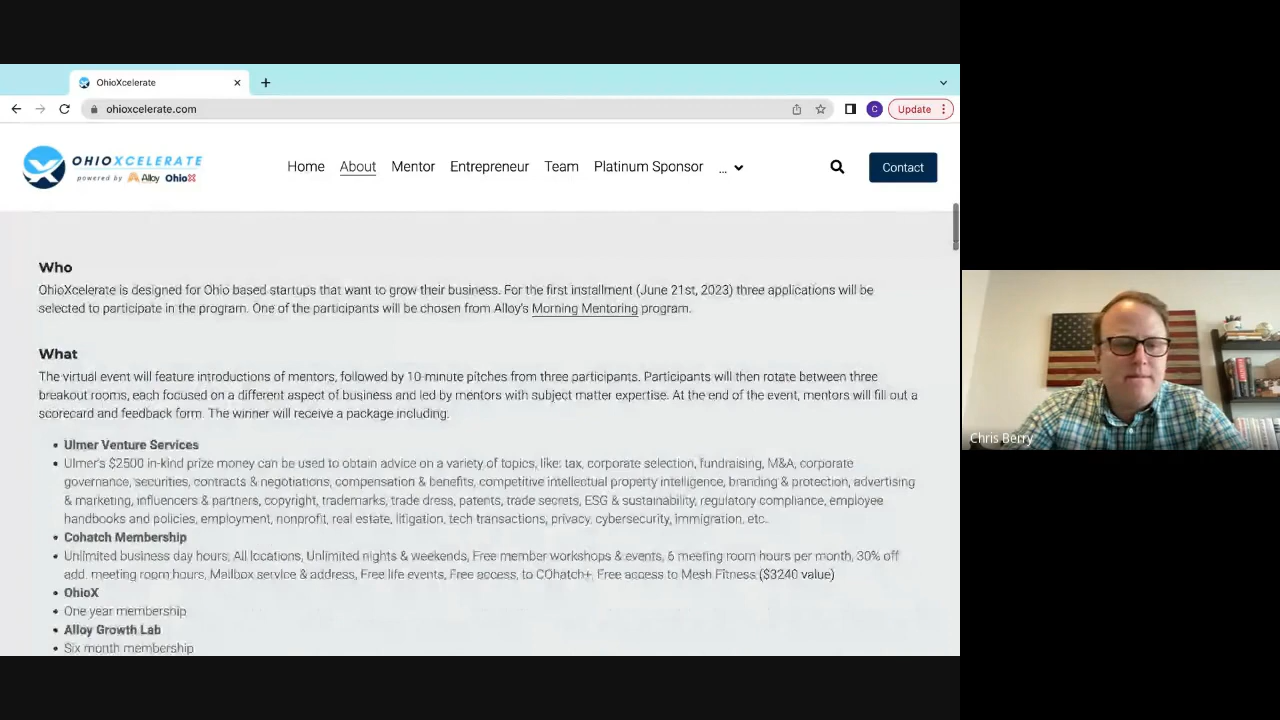 OhioXcelerate
ohioxcelerate.com
C
Update
OHIOXCELERATE
powered by Alloy OhioX
Home About Mentor Entrepreneur Team Platinum Sponsor ...
Contact
Who
OhioXcelerate is designed for Ohio based startups that want to grow their business. For the first installment (June 21st, 2023) three applications will be
selected to participate in the program. One of the participants will be chosen from Alloy's Morning Mentoring program.
What
The virtual event will feature introductions of mentors, followed by 10-minute pitches from three participants. Participants will then rotate between three
breakout rooms, each focused on a different aspect of business and led by mentors with subject matter expertise. At the end of the event, mentors will fill out a
scorecard and feedback form. The winner will receive a package including.
• Ulmer Venture Services
• Ulmer's $2500 in-kind prize money can be used to obtain advice on a variety of topics, like: tax, corporate selection, fundraising, M&A, corporate
governance, securities, contracts & negotiations, compensation & benefits, competitive intellectual property intelligence, branding & protection, advertising
& marketing, influencers & partners, copyright, trademarks, trade dress, patents, trade secrets, ESG & sustainability, regulatory compliance, employee
handbooks and policies, employment, nonprofit, real estate, litigation, tech transactions, privacy, cybersecurity, immigration, etc.
• Cohatch Membership
• Unlimited business day hours, All locations, Unlimited nights & weekends, Free member workshops & events, 6 meeting room hours per month, 30% off
add. meeting room hours, Mailbox service & address, Free life events, Free access, to COhatch+, Free access to Mesh Fitness ($3240 value)
• OhioX
• One year membership
• Alloy Growth Lab
• Six month membership
Chris Berry